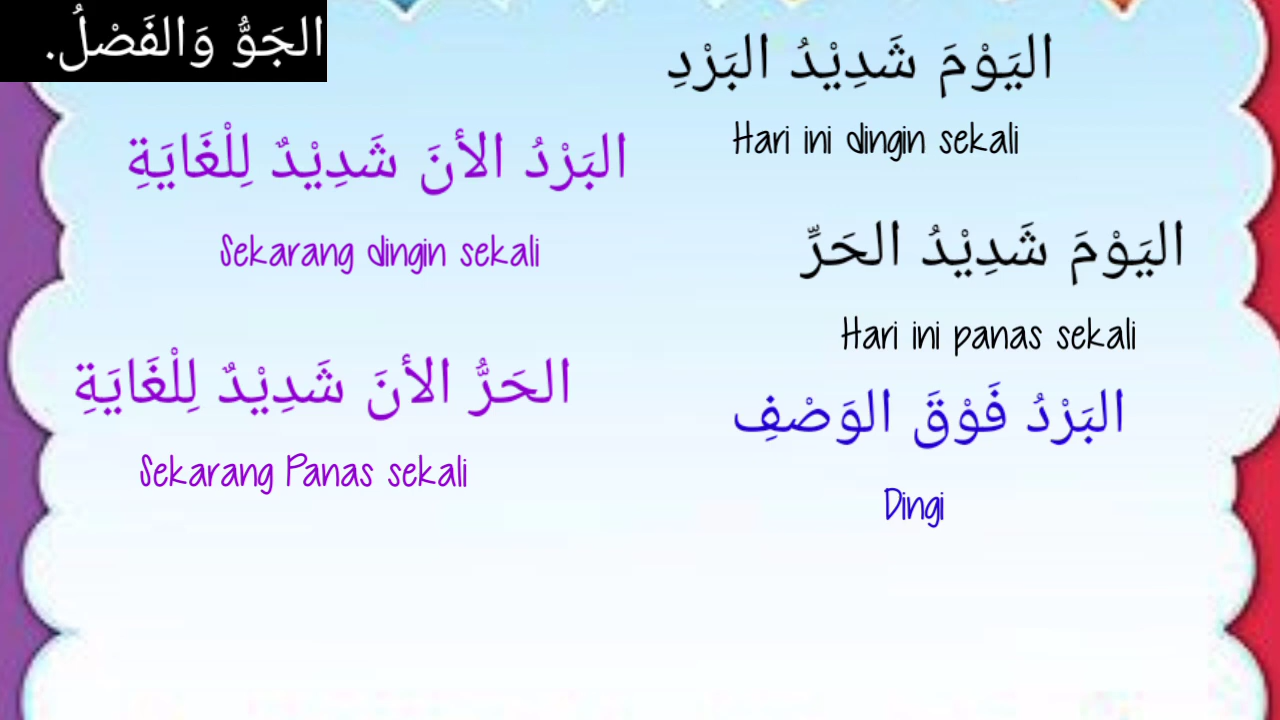 الجَوُّ وَالفَصْلُ.
اليَوْمَ شَدِيْدُ البَرْدِ
Hari ini dingin sekali
اليَوْمَ شَدِيْدُ الحَرِّ
Hari ini panas sekali
البَرْدُ فَوْقَ الوَصْفِ
Dingi
البَرْدُ الأنَ شَدِيْدٌ لِلْغَايَةِ
Sekarang dingin sekali
الحَرُّ الأنَ شَدِيْدٌ لِلْغَايَةِ
Sekarang Panas sekali